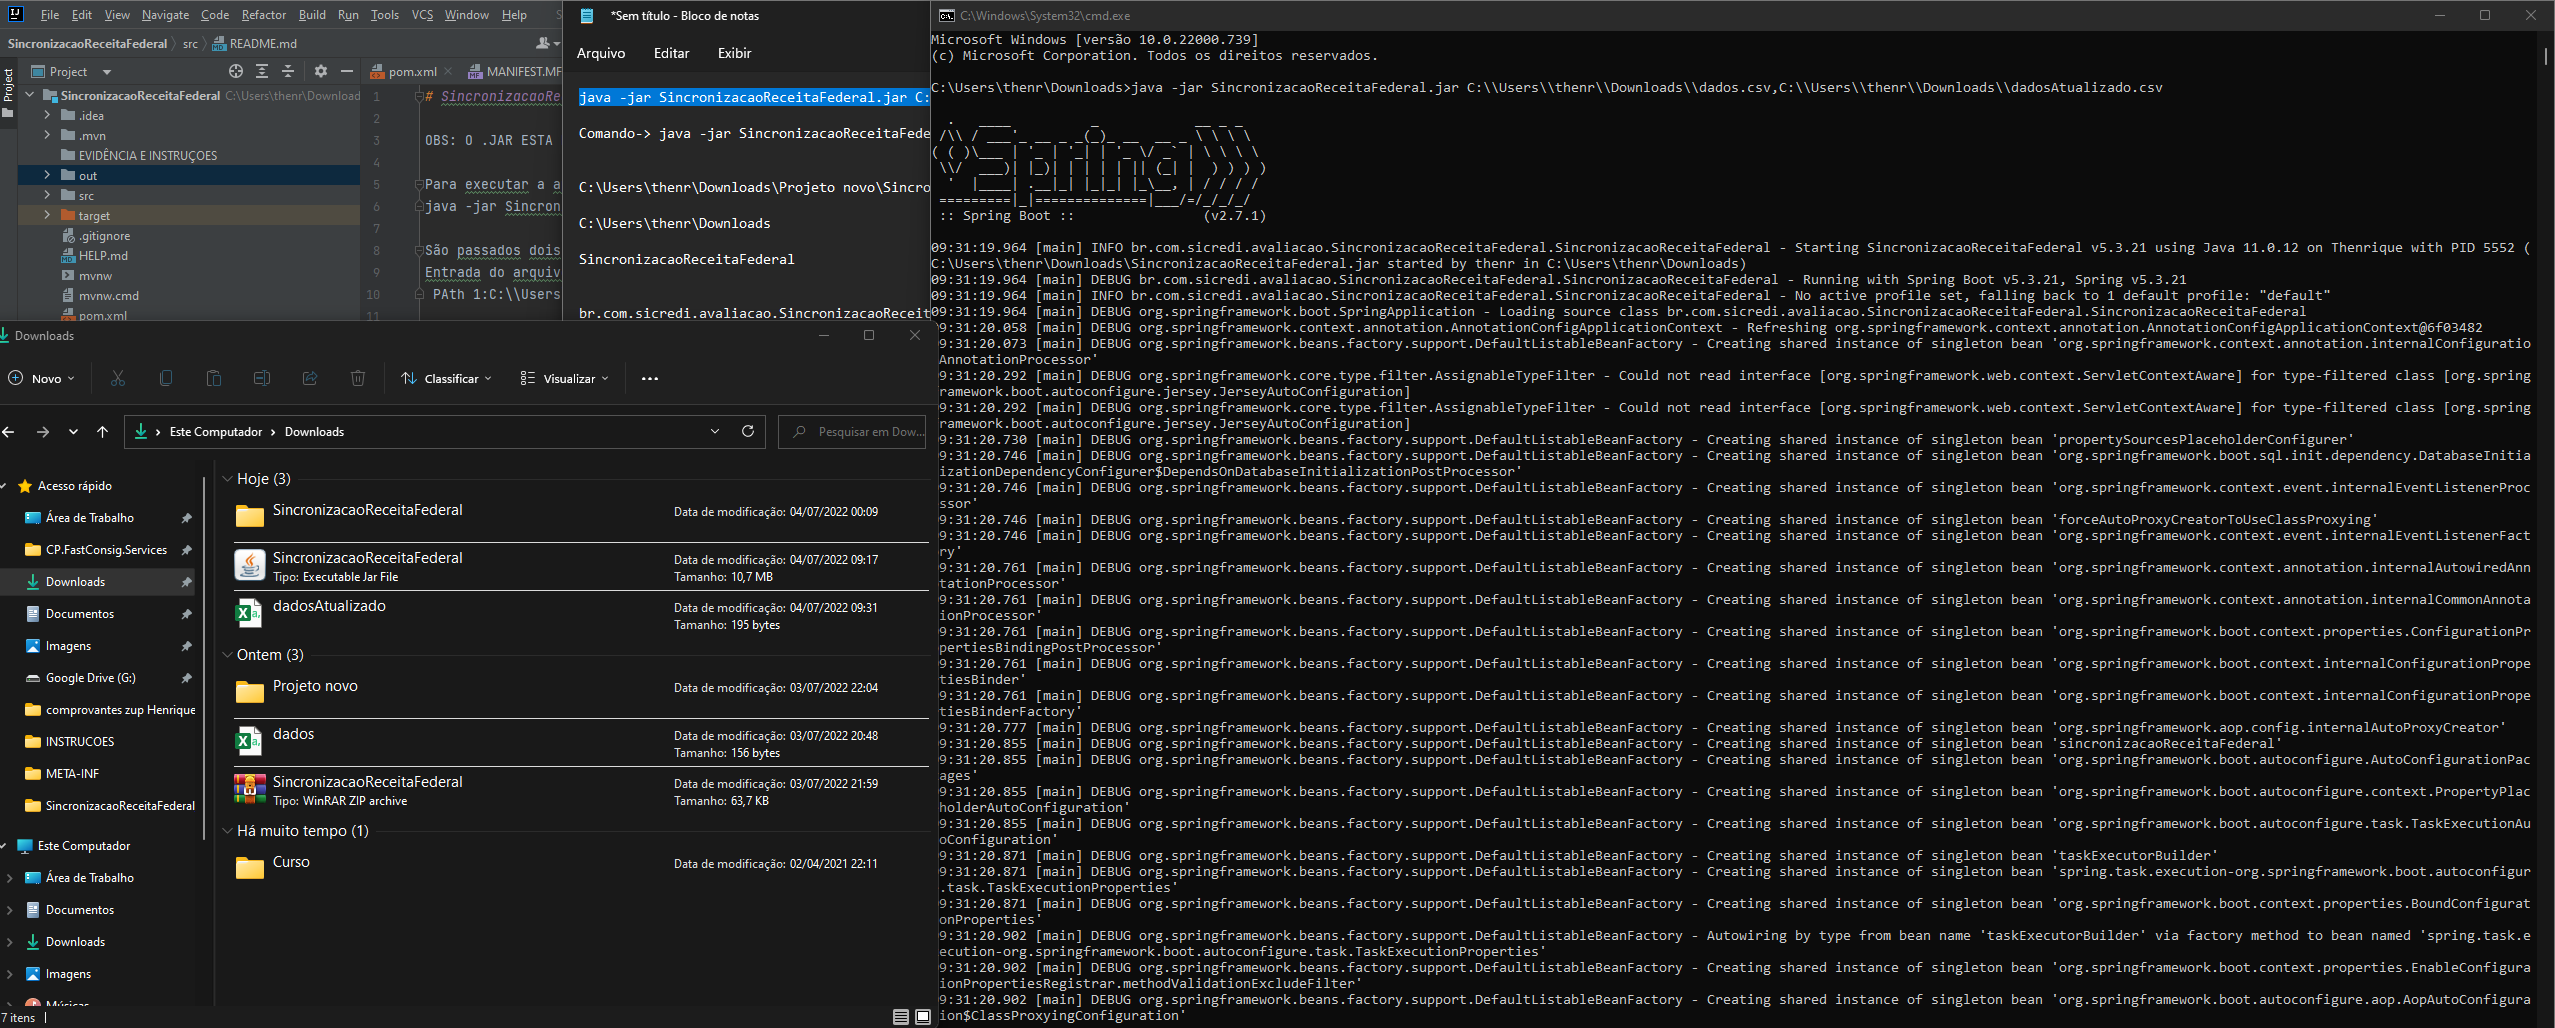 File Edit View Navigate Code Refactor Build Run Tools VCS Window Help
SincronizacaoReceitaFederal src README.md
Project
Project
pom.xml
MANIFEST.MF
SincronizacaoReceitaFederal C:\Users\thenr\Download
.idea
.mvn
EVIDÊNCIA E INSTRUÇOES
out
src
target
.gitignore
HELP.md
mvnw
mvnw.cmd
pom.xml
1 # SincronizacaoRe
2
3 OBS: O .JAR ESTA
4
5 Para executar a a
6 java -jar Sincron
7
8 São passados dois
9 Entrada do arquiv
10 PAth 1:C:\\Users
11
*Sem título - Bloco de notas
Arquivo Editar Exibir
java -jar SincronizacaoReceitaFederal.jar C:
Comando-> java -jar SincronizacaoReceitaFede
C:\Users\thenr\Downloads\Projeto novo\Sincro
C:\Users\thenr\Downloads
SincronizacaoReceitaFederal
br.com.sicredi.avaliacao.SincronizacaoReceit
Downloads
Novo Classificar Visualizar
Este Computador > Downloads
Pesquisar em Dow...
Acesso rápido
Área de Trabalho
CP.FastConsig.Services
Downloads
Documentos
Imagens
Google Drive (G:)
comprovantes zup Henrique
INSTRUCOES
META-INF
SincronizacaoReceitaFederal
Este Computador
Área de Trabalho
Documentos
Downloads
Imagens
Músicas
Hoje (3)
SincronizacaoReceitaFederal Data de modificação: 04/07/2022 00:09
SincronizacaoReceitaFederal Data de modificação: 04/07/2022 09:17
Tipo: Executable Jar File Tamanho: 10,7 MB
dadosAtualizado Data de modificação: 04/07/2022 09:31
Tamanho: 195 bytes
Ontem (3)
Projeto novo Data de modificação: 03/07/2022 22:04
dados Data de modificação: 03/07/2022 20:48
Tamanho: 156 bytes
SincronizacaoReceitaFederal Data de modificação: 03/07/2022 21:59
Tipo: WinRAR ZIP archive Tamanho: 63,7 KB
Há muito tempo (1)
Curso Data de modificação: 02/04/2021 22:11
7 itens
C:\Windows\System32\cmd.exe
Microsoft Windows [versão 10.0.22000.739]
(c) Microsoft Corporation. Todos os direitos reservados.
C:\Users\thenr\Downloads>java -jar SincronizacaoReceitaFederal.jar C:\\Users\\thenr\\Downloads\\dados.csv,C:\\Users\\thenr\\Downloads\\dadosAtualizado.csv
Spring
:: Spring Boot :: (v2.7.1)
09:31:19.964 [main] INFO br.com.sicredi.avaliacao.SincronizacaoReceitaFederal.SincronizacaoReceitaFederal - Starting SincronizacaoReceitaFederal v5.3.21 using Java 11.0.12 on Thenrique with PID 5552 (
C:\Users\thenr\Downloads\SincronizacaoReceitaFederal.jar started by thenr in C:\Users\thenr\Downloads)
09:31:19.964 [main] DEBUG br.com.sicredi.avaliacao.SincronizacaoReceitaFederal.SincronizacaoReceitaFederal - Running with Spring Boot v5.3.21, Spring v5.3.21
09:31:19.964 [main] INFO br.com.sicredi.avaliacao.SincronizacaoReceitaFederal.SincronizacaoReceitaFederal - No active profile set, falling back to 1 default profile: "default"
09:31:19.964 [main] DEBUG org.springframework.boot.SpringApplication - Loading source class br.com.sicredi.avaliacao.SincronizacaoReceitaFederal.SincronizacaoReceitaFederal
9:31:20.058 [main] DEBUG org.springframework.context.annotation.AnnotationConfigApplicationContext - Refreshing org.springframework.context.annotation.AnnotationConfigApplicationContext@6f03482
9:31:20.073 [main] DEBUG org.springframework.beans.factory.support.DefaultListableBeanFactory - Creating shared instance of singleton bean 'org.springframework.context.annotation.internalConfiguratio
AnnotationProcessor'
9:31:20.292 [main] DEBUG org.springframework.core.type.filter.AssignableTypeFilter - Could not read interface [org.springframework.web.context.ServletContextAware] for type-filtered class [org.spring
ramework.boot.autoconfigure.jersey.JerseyAutoConfiguration]
9:31:20.292 [main] DEBUG org.springframework.core.type.filter.AssignableTypeFilter - Could not read interface [org.springframework.web.context.ServletContextAware] for type-filtered class [org.spring
ramework.boot.autoconfigure.jersey.JerseyAutoConfiguration]
9:31:20.730 [main] DEBUG org.springframework.beans.factory.support.DefaultListableBeanFactory - Creating shared instance of singleton bean 'propertySourcesPlaceholderConfigurer'
9:31:20.746 [main] DEBUG org.springframework.beans.factory.support.DefaultListableBeanFactory - Creating shared instance of singleton bean 'org.springframework.boot.sql.init.dependency.DatabaseInitia
izationDependencyConfigurer$DependsOnDatabaseInitializationPostProcessor'
9:31:20.746 [main] DEBUG org.springframework.beans.factory.support.DefaultListableBeanFactory - Creating shared instance of singleton bean 'org.springframework.context.event.internalEventListenerProc
ssor'
9:31:20.746 [main] DEBUG org.springframework.beans.factory.support.DefaultListableBeanFactory - Creating shared instance of singleton bean 'forceAutoProxyCreatorToUseClassProxying'
9:31:20.746 [main] DEBUG org.springframework.beans.factory.support.DefaultListableBeanFactory - Creating shared instance of singleton bean 'org.springframework.context.event.internalEventListenerFact
ry'
9:31:20.761 [main] DEBUG org.springframework.beans.factory.support.DefaultListableBeanFactory - Creating shared instance of singleton bean 'org.springframework.context.annotation.internalAutowiredAnn
tationProcessor'
9:31:20.761 [main] DEBUG org.springframework.beans.factory.support.DefaultListableBeanFactory - Creating shared instance of singleton bean 'org.springframework.context.annotation.internalCommonAnnota
ionProcessor'
9:31:20.761 [main] DEBUG org.springframework.beans.factory.support.DefaultListableBeanFactory - Creating shared instance of singleton bean 'org.springframework.boot.context.properties.ConfigurationPr
pertiesBindingPostProcessor'
9:31:20.761 [main] DEBUG org.springframework.beans.factory.support.DefaultListableBeanFactory - Creating shared instance of singleton bean 'org.springframework.boot.context.internalConfigurationPrope
tiesBinder'
9:31:20.761 [main] DEBUG org.springframework.beans.factory.support.DefaultListableBeanFactory - Creating shared instance of singleton bean 'org.springframework.boot.context.internalConfigurationPrope
tiesBinderFactory'
9:31:20.777 [main] DEBUG org.springframework.beans.factory.support.DefaultListableBeanFactory - Creating shared instance of singleton bean 'org.springframework.aop.config.internalAutoProxyCreator'
9:31:20.855 [main] DEBUG org.springframework.beans.factory.support.DefaultListableBeanFactory - Creating shared instance of singleton bean 'sincronizacaoReceitaFederal'
9:31:20.855 [main] DEBUG org.springframework.beans.factory.support.DefaultListableBeanFactory - Creating shared instance of singleton bean 'org.springframework.boot.autoconfigure.AutoConfigurationPac
ages'
9:31:20.855 [main] DEBUG org.springframework.beans.factory.support.DefaultListableBeanFactory - Creating shared instance of singleton bean 'org.springframework.boot.autoconfigure.context.PropertyPlac
holderAutoConfiguration'
9:31:20.855 [main] DEBUG org.springframework.beans.factory.support.DefaultListableBeanFactory - Creating shared instance of singleton bean 'org.springframework.boot.autoconfigure.task.TaskExecutionAu
oConfiguration'
9:31:20.871 [main] DEBUG org.springframework.beans.factory.support.DefaultListableBeanFactory - Creating shared instance of singleton bean 'taskExecutorBuilder'
9:31:20.871 [main] DEBUG org.springframework.beans.factory.support.DefaultListableBeanFactory - Creating shared instance of singleton bean 'spring.task.execution-org.springframework.boot.autoconfigur
.task.TaskExecutionProperties'
9:31:20.871 [main] DEBUG org.springframework.beans.factory.support.DefaultListableBeanFactory - Creating shared instance of singleton bean 'org.springframework.boot.context.properties.BoundConfigurat
onProperties'
9:31:20.902 [main] DEBUG org.springframework.beans.factory.support.DefaultListableBeanFactory - Autowiring by type from bean name 'taskExecutorBuilder' via factory method to bean named 'spring.task.e
ecution-org.springframework.boot.autoconfigure.task.TaskExecutionProperties'
9:31:20.902 [main] DEBUG org.springframework.beans.factory.support.DefaultListableBeanFactory - Creating shared instance of singleton bean 'org.springframework.boot.context.properties.EnableConfigura
ionPropertiesRegistrar.methodValidationExcludeFilter'
9:31:20.902 [main] DEBUG org.springframework.beans.factory.support.DefaultListableBeanFactory - Creating shared instance of singleton bean 'org.springframework.boot.autoconfigure.aop.AopAutoConfigura
ion$ClassProxyingConfiguration'